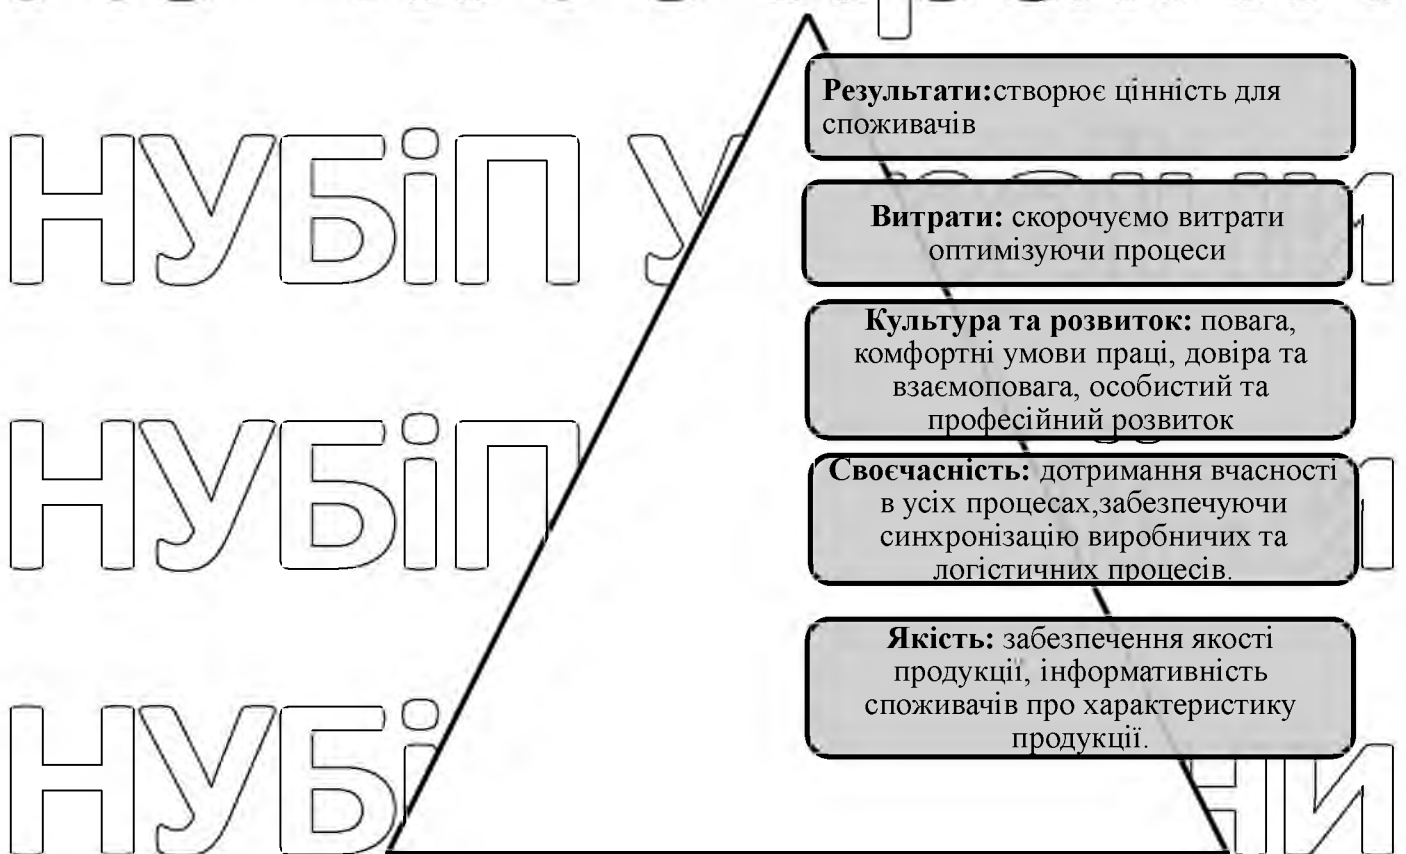 Результати:створює цінність для
споживачів
НУБіП У
Витрати: скорочуємо витрати
оптимізуючи процеси
Культура та розвиток: повага,
комфортні умови праці, довіра та
взаємоповага, особистий та
професійний розвиток
НУБіП
Своєчасність: дотримання вчасності
в усіх процесах,забезпечуючи
синхронізацію виробничих та
логістичних процесів.
Якість: забезпечення якості
продукції, інформативність
споживачів про характеристику
продукції.
НУБі